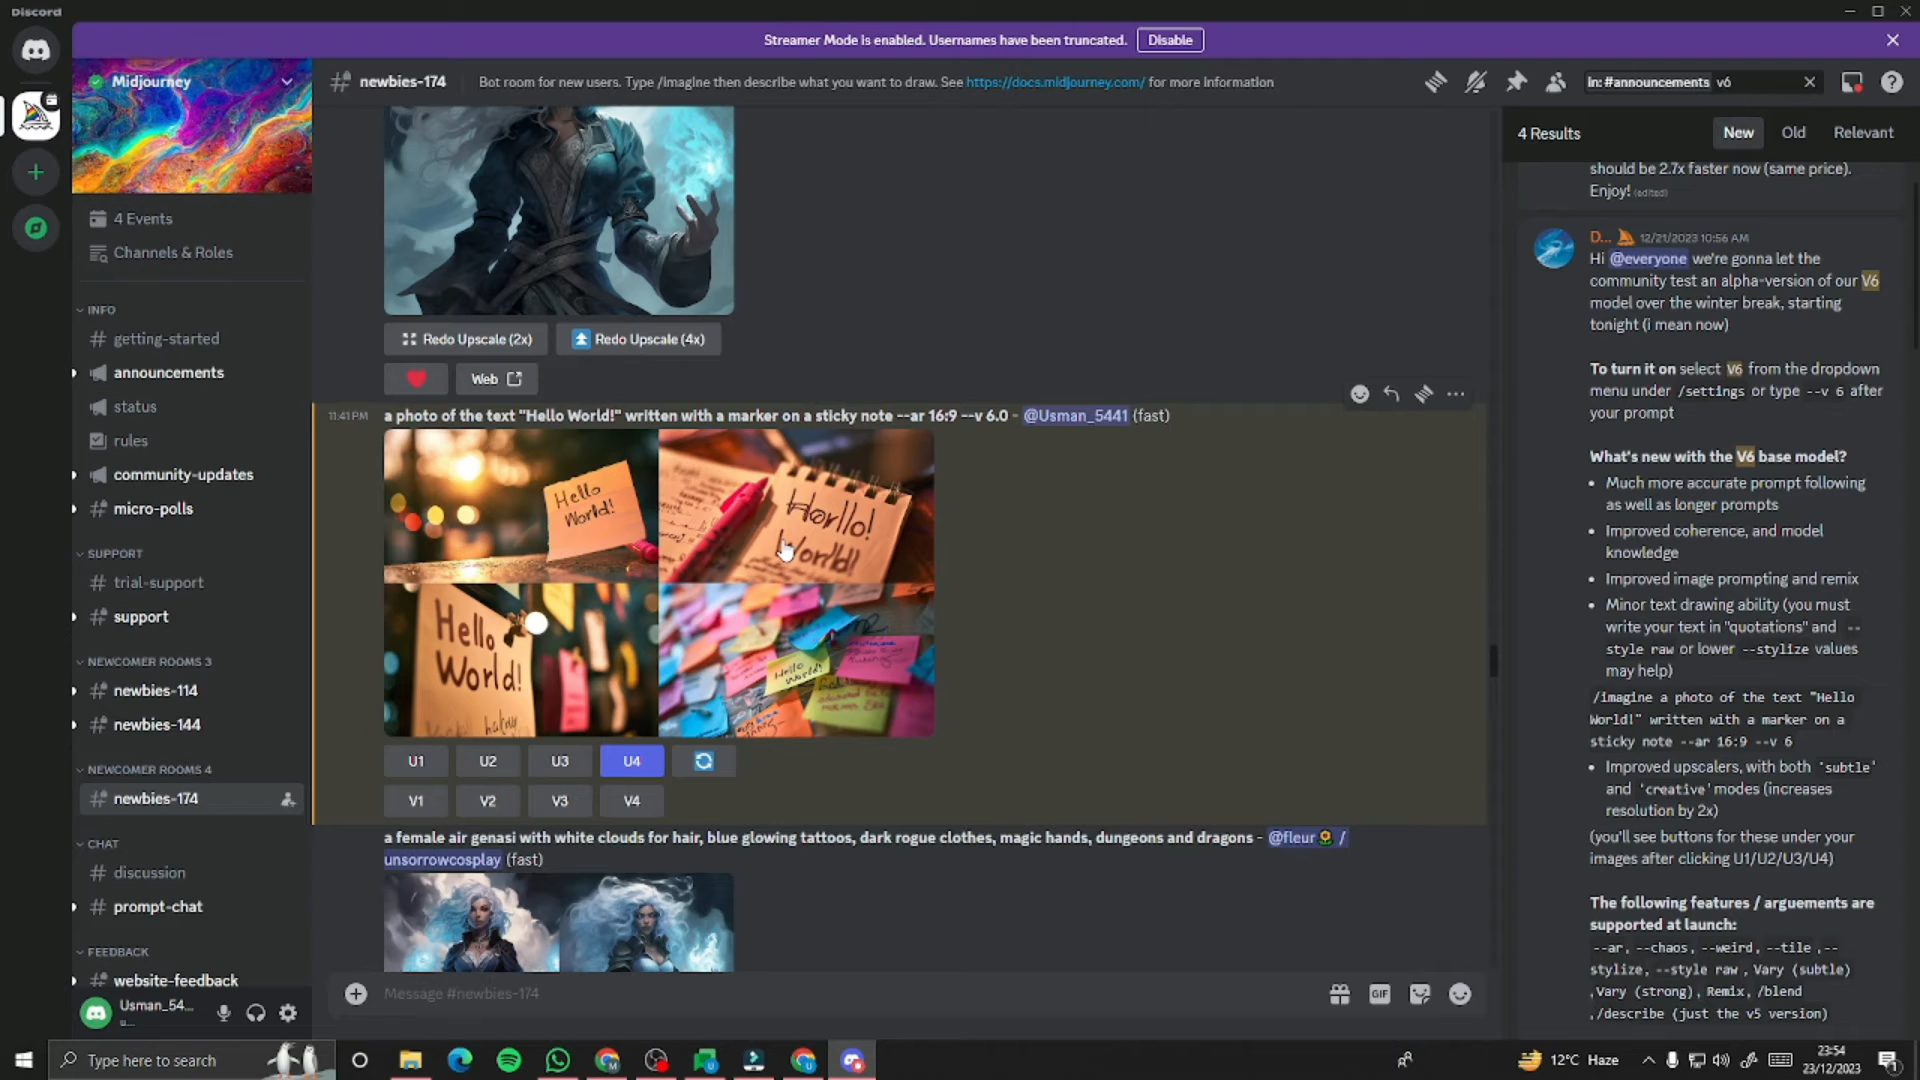 Discord
Streamer Mode is enabled. Usernames have been truncated.
Disable
Midjourney
newbies-174
Bot room for new users. Type /imagine then describe what you want to draw. See https://docs.midjourney.com/ for more information
in: #announcements v6
4 Events
Channels & Roles
INFO
getting-started
announcements
status
rules
community-updates
micro-polls
SUPPORT
trial-support
support
NEWCOMER ROOMS 3
newbies-114
newbies-144
NEWCOMER ROOMS 4
newbies-174
CHAT
discussion
prompt-chat
FEEDBACK
website-feedback
Usman_54...
u...
Redo Upscale (2x)
Redo Upscale (4x)
Web
11:41 PM
a photo of the text "Hello World!" written with a marker on a sticky note --ar 16:9 --v 6.0 - @Usman_5441 (fast)
Hello
World!
Horllo!
World!
Hello
World!
Hello
World!
U1 U2 U3 U4
V1 V2 V3 V4
a female air genasi with white clouds for hair, blue glowing tattoos, dark rogue clothes, magic hands, dungeons and dragons - @fleur🌻 /
unsorrowcosplay (fast)
Message #newbies-174
GIF
4 Results
New
Old
Relevant
should be 2.7x faster now (same price).
Enjoy! (edited)
D... 12/21/2023 10:56 AM
Hi @everyone we're gonna let the
community test an alpha-version of our V6
model over the winter break, starting
tonight (i mean now)
To turn it on select V6 from the dropdown
menu under /settings or type --v 6 after
your prompt
What's new with the V6 base model?
• Much more accurate prompt following
as well as longer prompts
• Improved coherence, and model
knowledge
• Improved image prompting and remix
• Minor text drawing ability (you must
write your text in "quotations" and --
style raw or lower --stylize values
may help)
/imagine a photo of the text "Hello
World!" written with a marker on a
sticky note --ar 16:9 --v 6
• Improved upscalers, with both 'subtle'
and 'creative' modes (increases
resolution by 2x)
(you'll see buttons for these under your
images after clicking U1/U2/U3/U4)
The following features / arguements are
supported at launch:
--ar, --chaos, --weird, --tile ,--
stylize, --style raw , Vary (subtle)
,Vary (strong), Remix, /blend
,/describe (just the v5 version)
Type here to search
12°C Haze
23:54
23/12/2023
1